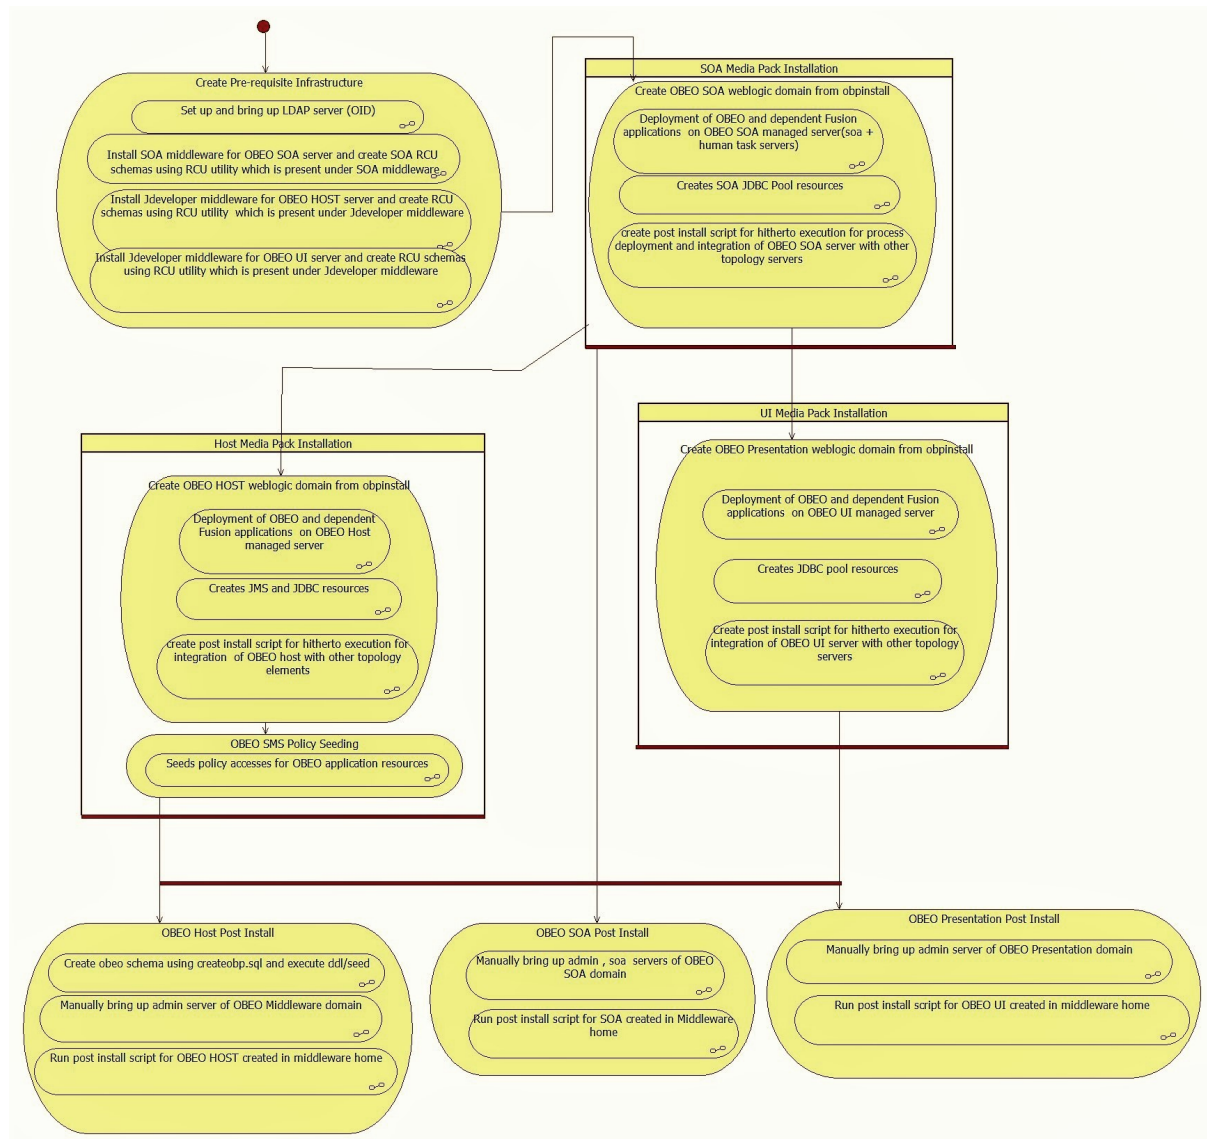 Create Pre-requisite Infrastructure
Set up and bring up LDAP server (OID)
Install SOA middleware for OBEO SOA server and create SOA RCU
schemas using RCU utility which is present under SOA middleware
Install Jdeveloper middleware for OBEO HOST server and create RCU
schemas using RCU utility which is present under Jdeveloper middleware
Install Jdeveloper middleware for OBEO UI server and create RCU schemas
using RCU utility which is present under Jdeveloper middleware
SOA Media Pack Installation
Create OBEO SOA weblogic domain from obpinstall
Deployment of OBEO and dependent Fusion
applications on OBEO SOA managed server(soa +
human task servers)
Creates SOA JDBC Pool resources
create post install script for hitherto execution for process
deployment and integration of OBEO SOA server with other
topology servers
Host Media Pack Installation
Create OBEO HOST weblogic domain from obpinstall
Deployment of OBEO and dependent
Fusion applications on OBEO Host
managed server
Creates JMS and JDBC resources
create post install script for hitherto execution for
integration of OBEO host with other topology
elements
OBEO SMS Policy Seeding
Seeds policy accesses for OBEO application resources
UI Media Pack Installation
Create OBEO Presentation weblogic domain from obpinstall
Deployment of OBEO and dependent Fusion
applications on OBEO UI managed server
Creates JDBC pool resources
Create post install script for hitherto execution for
integration of OBEO UI server with other topology
servers
OBEO Host Post Install
Create obeo schema using createobp.sql and execute ddl/seed
Manually bring up admin server of OBEO Middleware domain
Run post install script for OBEO HOST created in middleware home
OBEO SOA Post Install
Manually bring up admin , soa servers of OBEO
SOA domain
Run post install script for SOA created in Middleware
home
OBEO Presentation Post Install
Manually bring up admin server of OBEO Presentation domain
Run post install script for OBEO UI created in middleware home